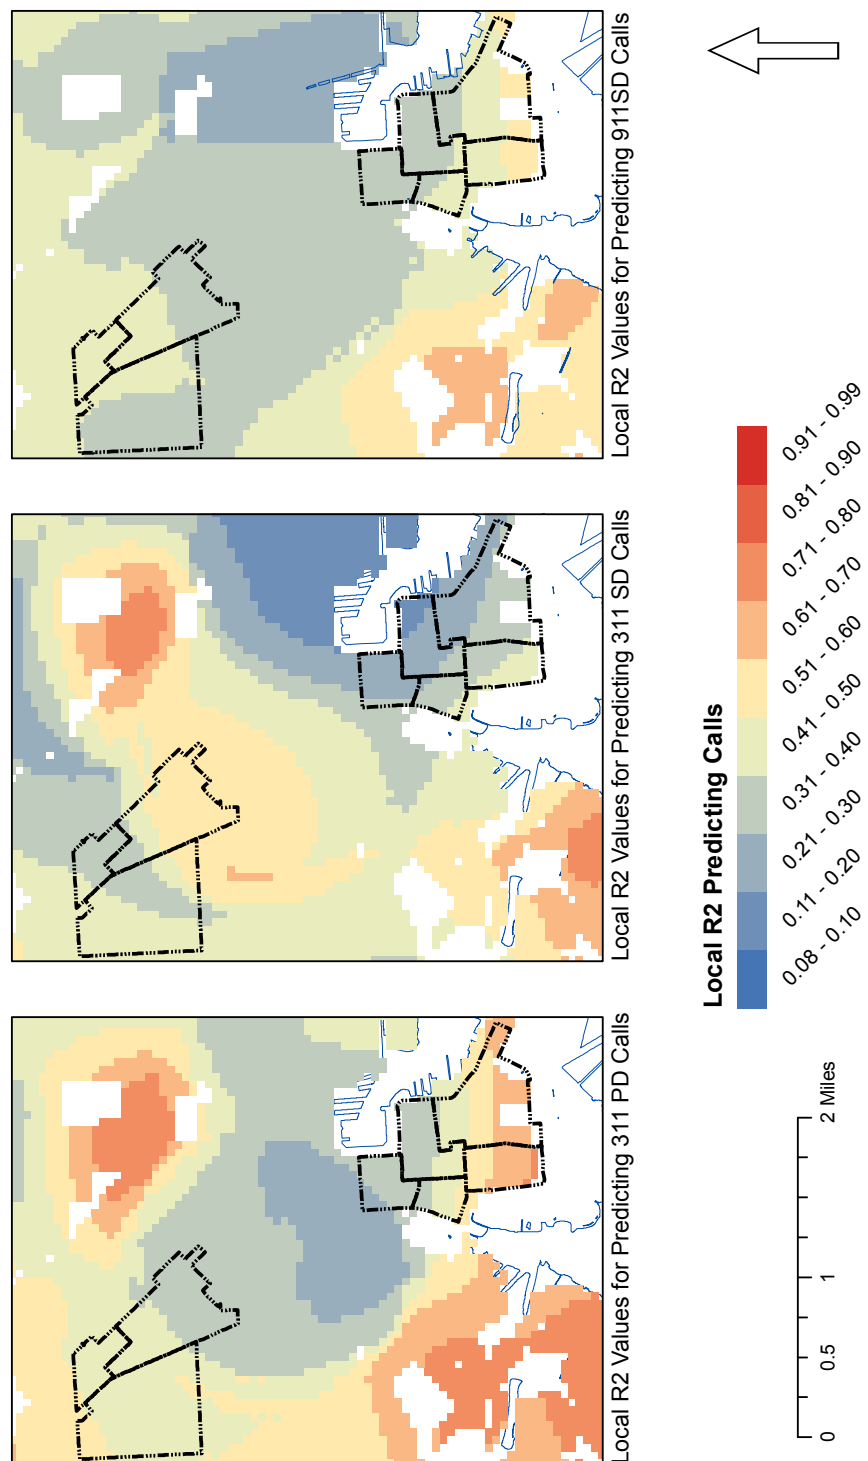 Local R2 Values for Predicting 311 PD Calls
Local R2 Values for Predicting 311 SD Calls
Local R2 Values for Predicting 911SD Calls
0
0.5
1
2 Miles
Local R2 Predicting Calls
0.08 - 0.10
0.11 - 0.20
0.21 - 0.30
0.31 - 0.40
0.41 - 0.50
0.51 - 0.60
0.61 - 0.70
0.71 - 0.80
0.81 - 0.90
0.91 - 0.99